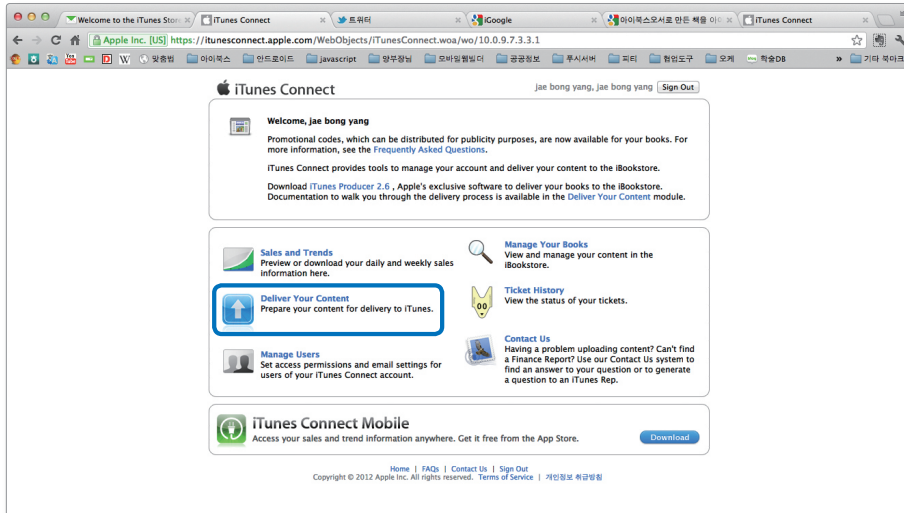 Welcome to the iTunes Stor
iTunes Connect
트위터
iGoogle
아이북스오서로 만든 책을 이
iTunes Connect
Apple Inc. [US] https://itunesconnect.apple.com/WebObjects/iTunesConnect.woa/wo/10.0.9.7.3.3.1
맞춤법
아이북스
안드로이드
javascript
양부장님
모바일웹빌더
공공정보
푸시서버
피티
협업도구
오케
학술DB
»
기타 북마크
iTunes Connect
jae bong yang, jae bong yang
Sign Out
Welcome, jae bong yang
Promotional codes, which can be distributed for publicity purposes, are now available for your books. For
more information, see the Frequently Asked Questions.
iTunes Connect provides tools to manage your account and deliver your content to the iBookstore.
Download iTunes Producer 2.6 , Apple's exclusive software to deliver your books to the iBookstore.
Documentation to walk you through the delivery process is available in the Deliver Your Content module.
Sales and Trends
Preview or download your daily and weekly sales
information here.
Deliver Your Content
Prepare your content for delivery to iTunes.
Manage Users
Set access permissions and email settings for
users of your iTunes Connect account.
Manage Your Books
View and manage your content in the
iBookstore.
Ticket History
View the status of your tickets.
Contact Us
Having a problem uploading content? Can't find
a Finance Report? Use our Contact Us system to
find an answer to your question or to generate
a question to an iTunes Rep.
iTunes Connect Mobile
Access your sales and trend information anywhere. Get it free from the App Store.
Download
Home | FAQs | Contact Us | Sign Out
Copyright © 2012 Apple Inc. All rights reserved. Terms of Service | 개인정보 취급방침